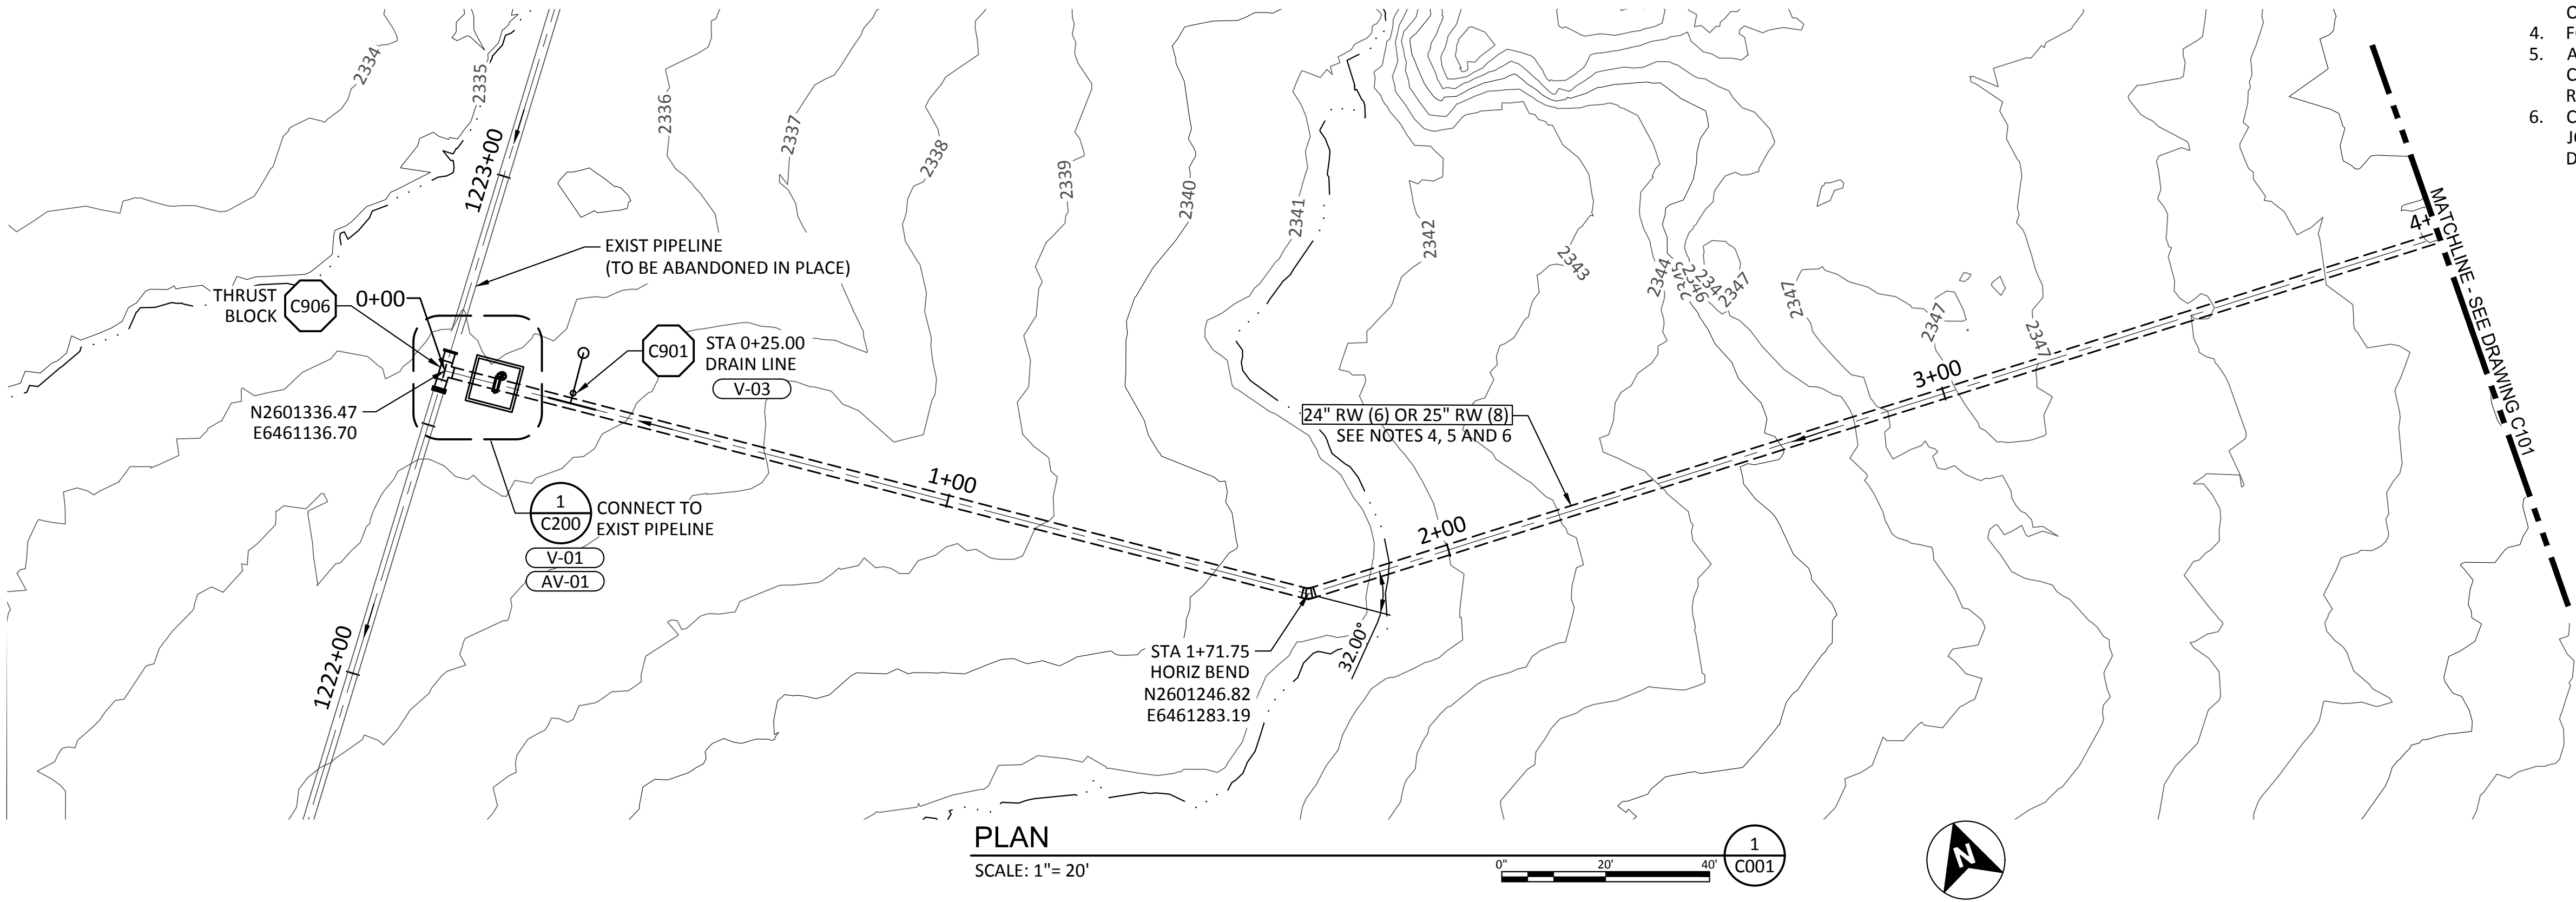 2334
2335
2336
2337
2338
2339
2340
2341
2342
2343
2344
2345
2346
234
2347
2347
2347
2347
1223+00
EXIST PIPELINE
(TO BE ABANDONED IN PLACE)
THRUST
BLOCK
C906
0+00
C901
STA 0+25.00
DRAIN LINE
V-03
N2601336.47
E6461136.70
1
C200
CONNECT TO
EXIST PIPELINE
V-01
AV-01
1222+00
1+00
24" RW (6) OR 25" RW (8)
SEE NOTES 4, 5 AND 6
2+00
3+00
4+
STA 1+71.75
HORIZ BEND
N2601246.82
E6461283.19
32.00°
MATCHLINE - SEE DRAWING C101
4.
5. A
C
R
6. C
D
PLAN
SCALE: 1"= 20'
0"
20'
40'
1
C001
N